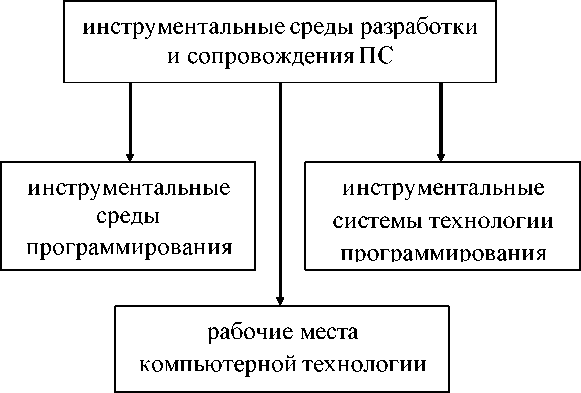 инструментальные среды разработки
и сопровождения ПС
инструментальные
среды
программирования
инструментальные
системы технологии
программирования
рабочие места
компьютерной технологии